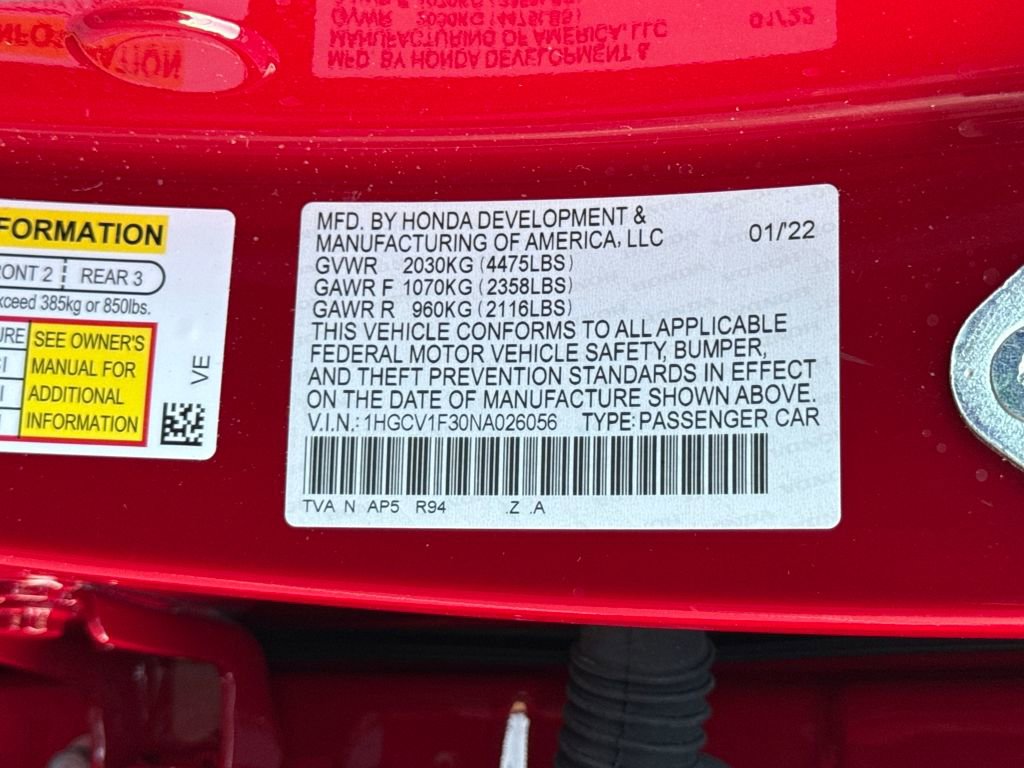 MFD. BY HONDA DEVELOPMENT &
MANUFACTURING OF AMERICA, LLC 01/'22
GVWR 2030KG (4475LBS)
GAWR F 1070KG (2358LBS)
GAWR R 960KG (2116LBS)
THIS VEHICLE CONFORMS TO ALL APPLICABLE
FEDERAL MOTOR VEHICLE SAFETY, BUMPER,
AND THEFT PREVENTION STANDARDS IN EFFECT
ON THE DATE OF MANUFACTURE SHOWN ABOVE.
V.I.N.: 1HGCV1F30NA026056 TYPE: PASSENGER CAR
TVA N AP5 R94 .Z .A
FORMATION
RONT 2 REAR 3
xceed 385kg or 850lbs.
URE
SEE OWNER'S
MANUAL FOR
ADDITIONAL
INFORMATION
VE